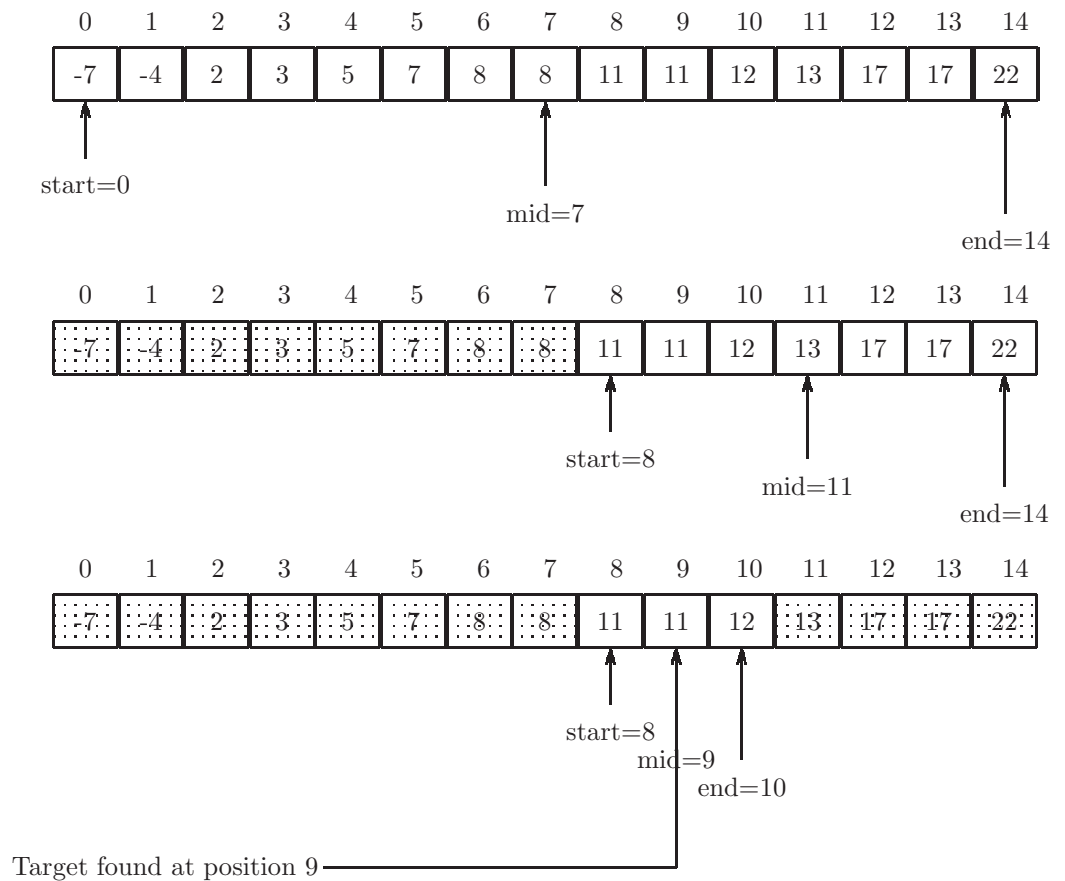 0 1 2 3 4 5 6 7 8 9 10 11 12 13 14
-7 -4 2 3 5 7 8 8 11 11 12 13 17 17 22
start=0
mid=7
end=14
0 1 2 3 4 5 6 7 8 9 10 11 12 13 14
-7 -4 2 3 5 7 8 8 11 11 12 13 17 17 22
start=8
mid=11
end=14
0 1 2 3 4 5 6 7 8 9 10 11 12 13 14
-7 -4 2 3 5 7 8 8 11 11 12 13 17 17 22
start=8
mid=9
end=10
Target found at position 9